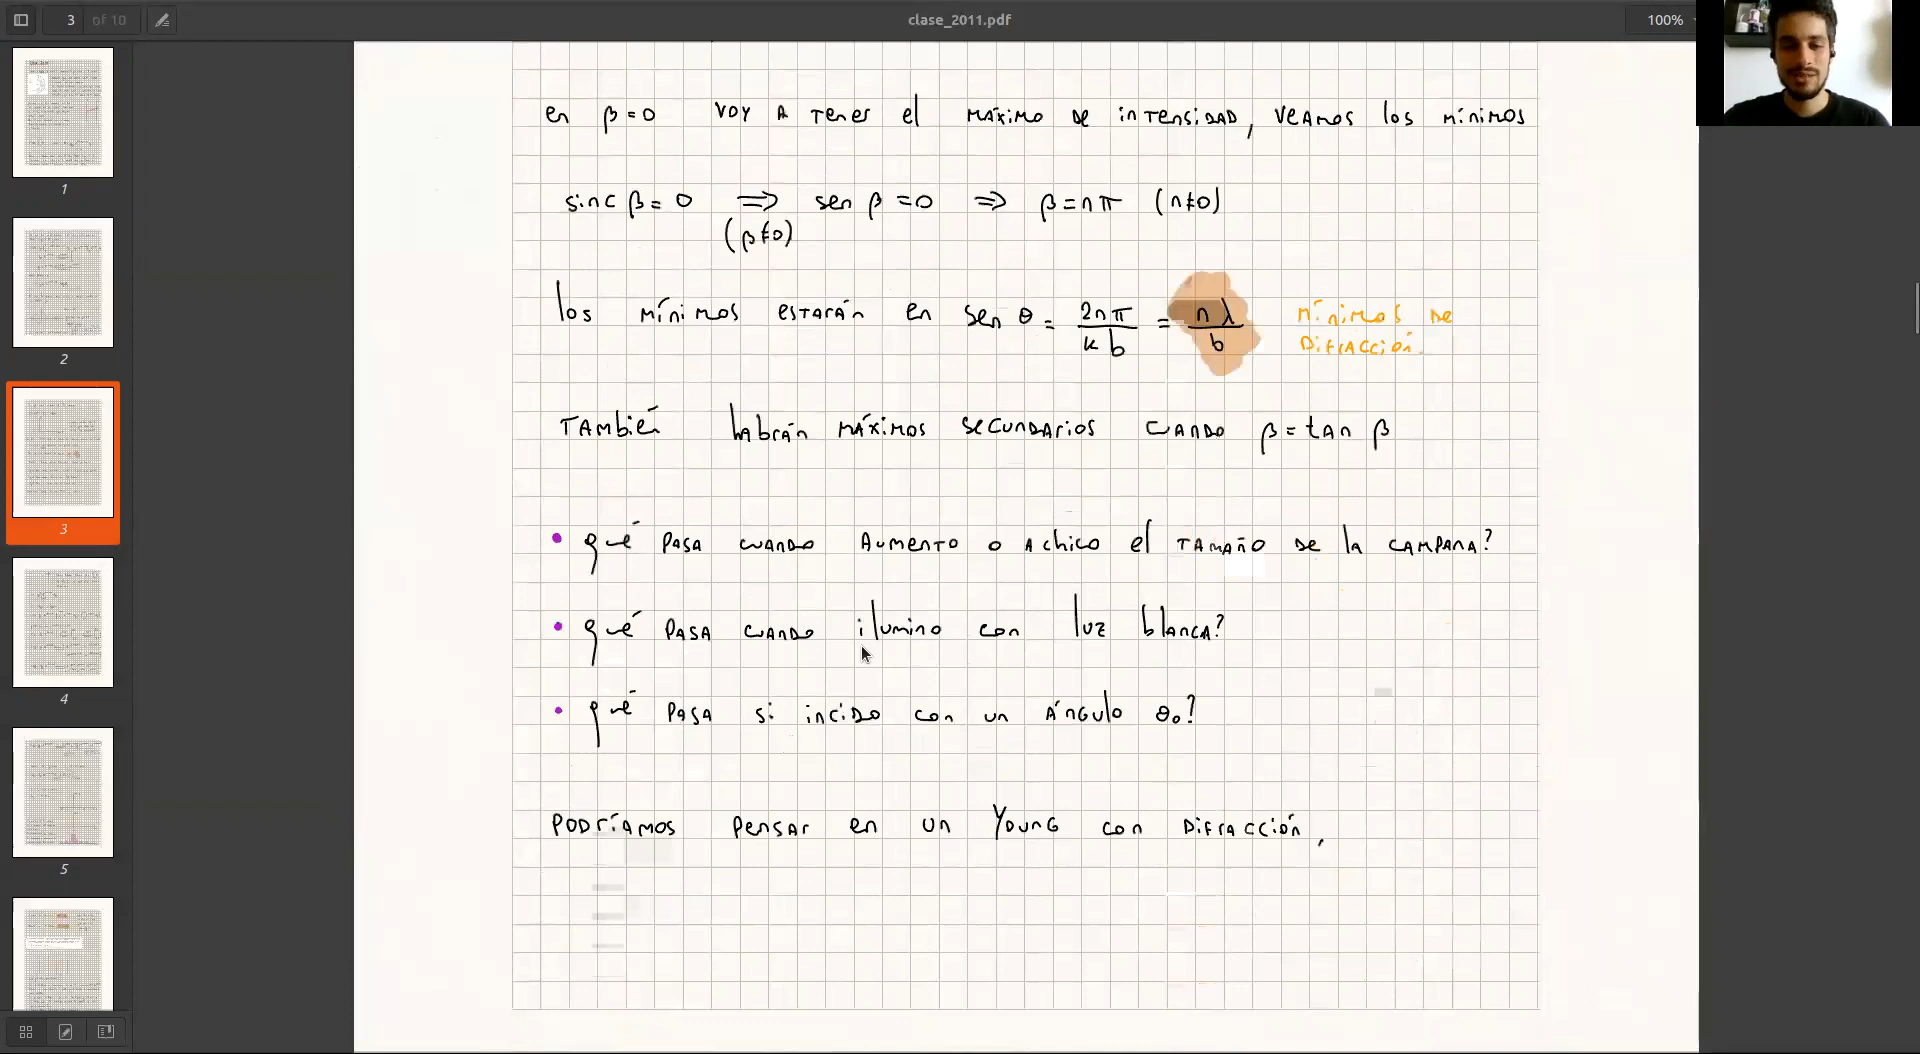 3 of 10
clase_2011.pdf
100%
1
2
3
4
5
en β=0 voy a tener el máximo de intensidad, veamos los mínimos
sinc β = 0 ⟹ sen β = 0 ⟹ β = nπ (n≠0)
(β≠0)
los mínimos estarán en sen θ = 2nπ / k b = nλ / b
mínimos de
difracción.
También habrán máximos secundarios cuando β = tan β
• qué pasa cuando aumento o achico el tamaño de la campana?
• qué pasa cuando ilumino con luz blanca?
• qué pasa si incido con un ángulo θ₀?
Podríamos pensar en un Young con difracción,